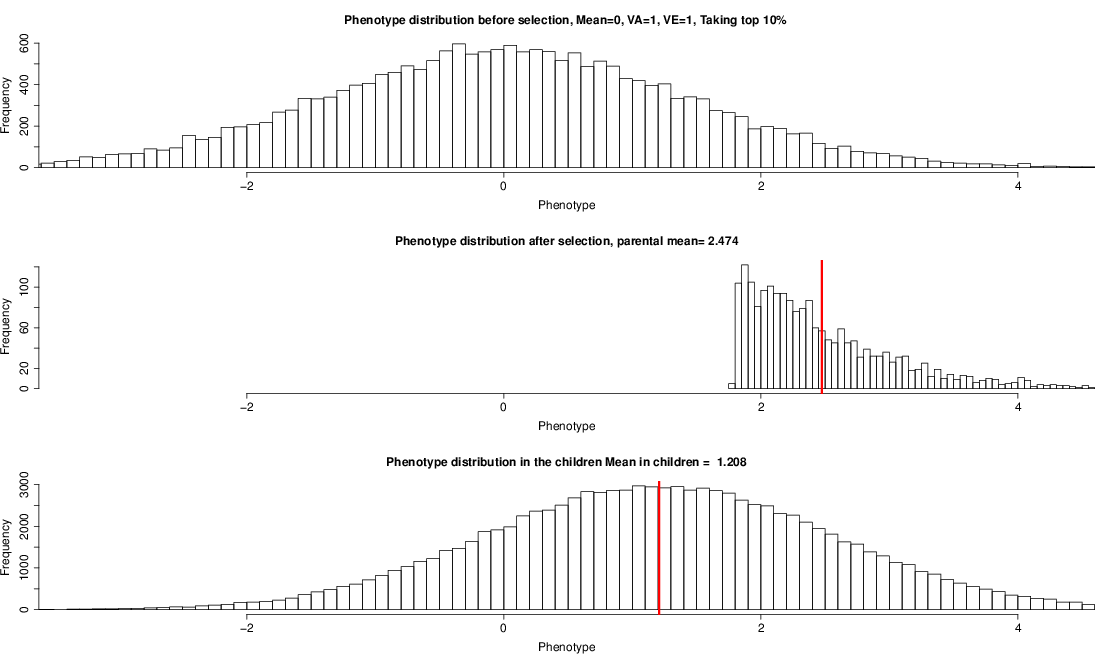 Phenotype distribution before selection, Mean=0, VA=1, VE=1, Taking top 10%
Frequency
600
400
200
0
−2 0 2 4
Phenotype
Phenotype distribution after selection, parental mean= 2.474
Frequency
100
60
20
0
−2 0 2 4
Phenotype
Phenotype distribution in the children Mean in children =  1.208
Frequency
3000
2000
1000
0
−2 0 2 4
Phenotype